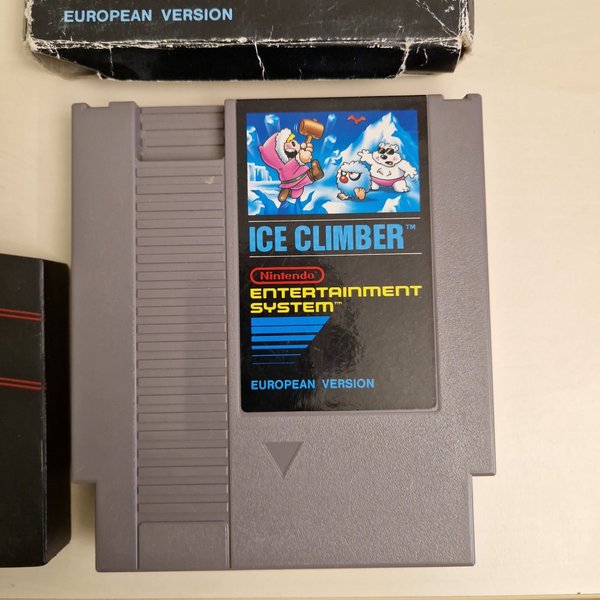 EUROPEAN VERSION
ICE CLIMBER™
Nintendo®
ENTERTAINMENT
SYSTEM™
EUROPEAN VERSION